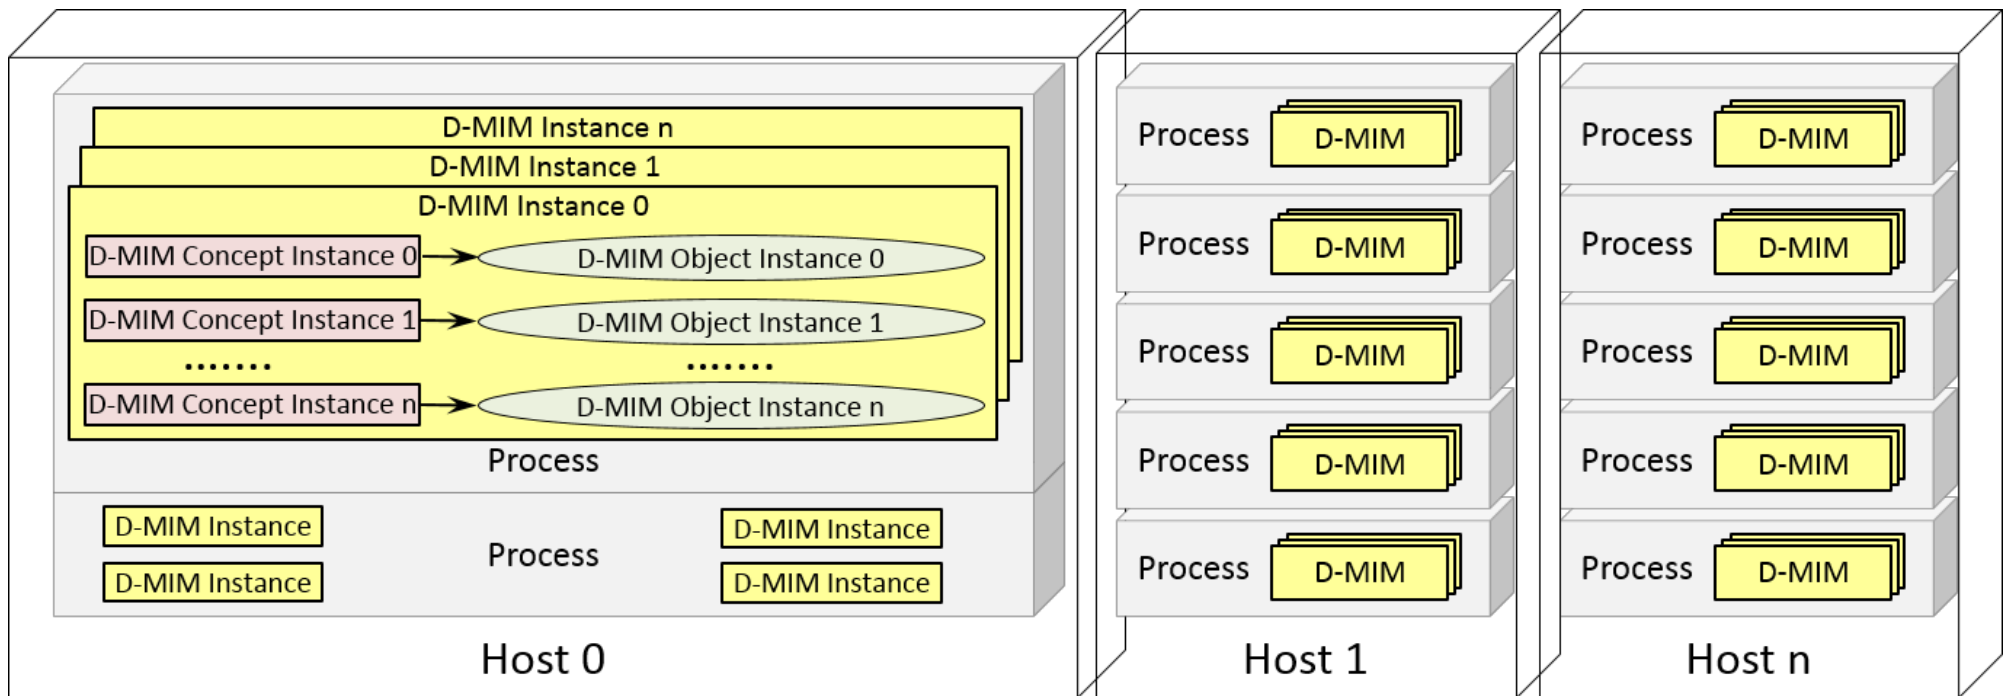 D-MIM Instance n
D-MIM Instance 1
D-MIM Instance 0
D-MIM Concept Instance 0
D-MIM Object Instance 0
D-MIM Concept Instance 1
D-MIM Object Instance 1
.......
.......
D-MIM Concept Instance n
D-MIM Object Instance n
Process
D-MIM Instance
D-MIM Instance
Process
D-MIM Instance
D-MIM Instance
Host 0
Process
D-MIM
Process
D-MIM
Process
D-MIM
Process
D-MIM
Process
D-MIM
Host 1
Process
D-MIM
Process
D-MIM
Process
D-MIM
Process
D-MIM
Process
D-MIM
Host n